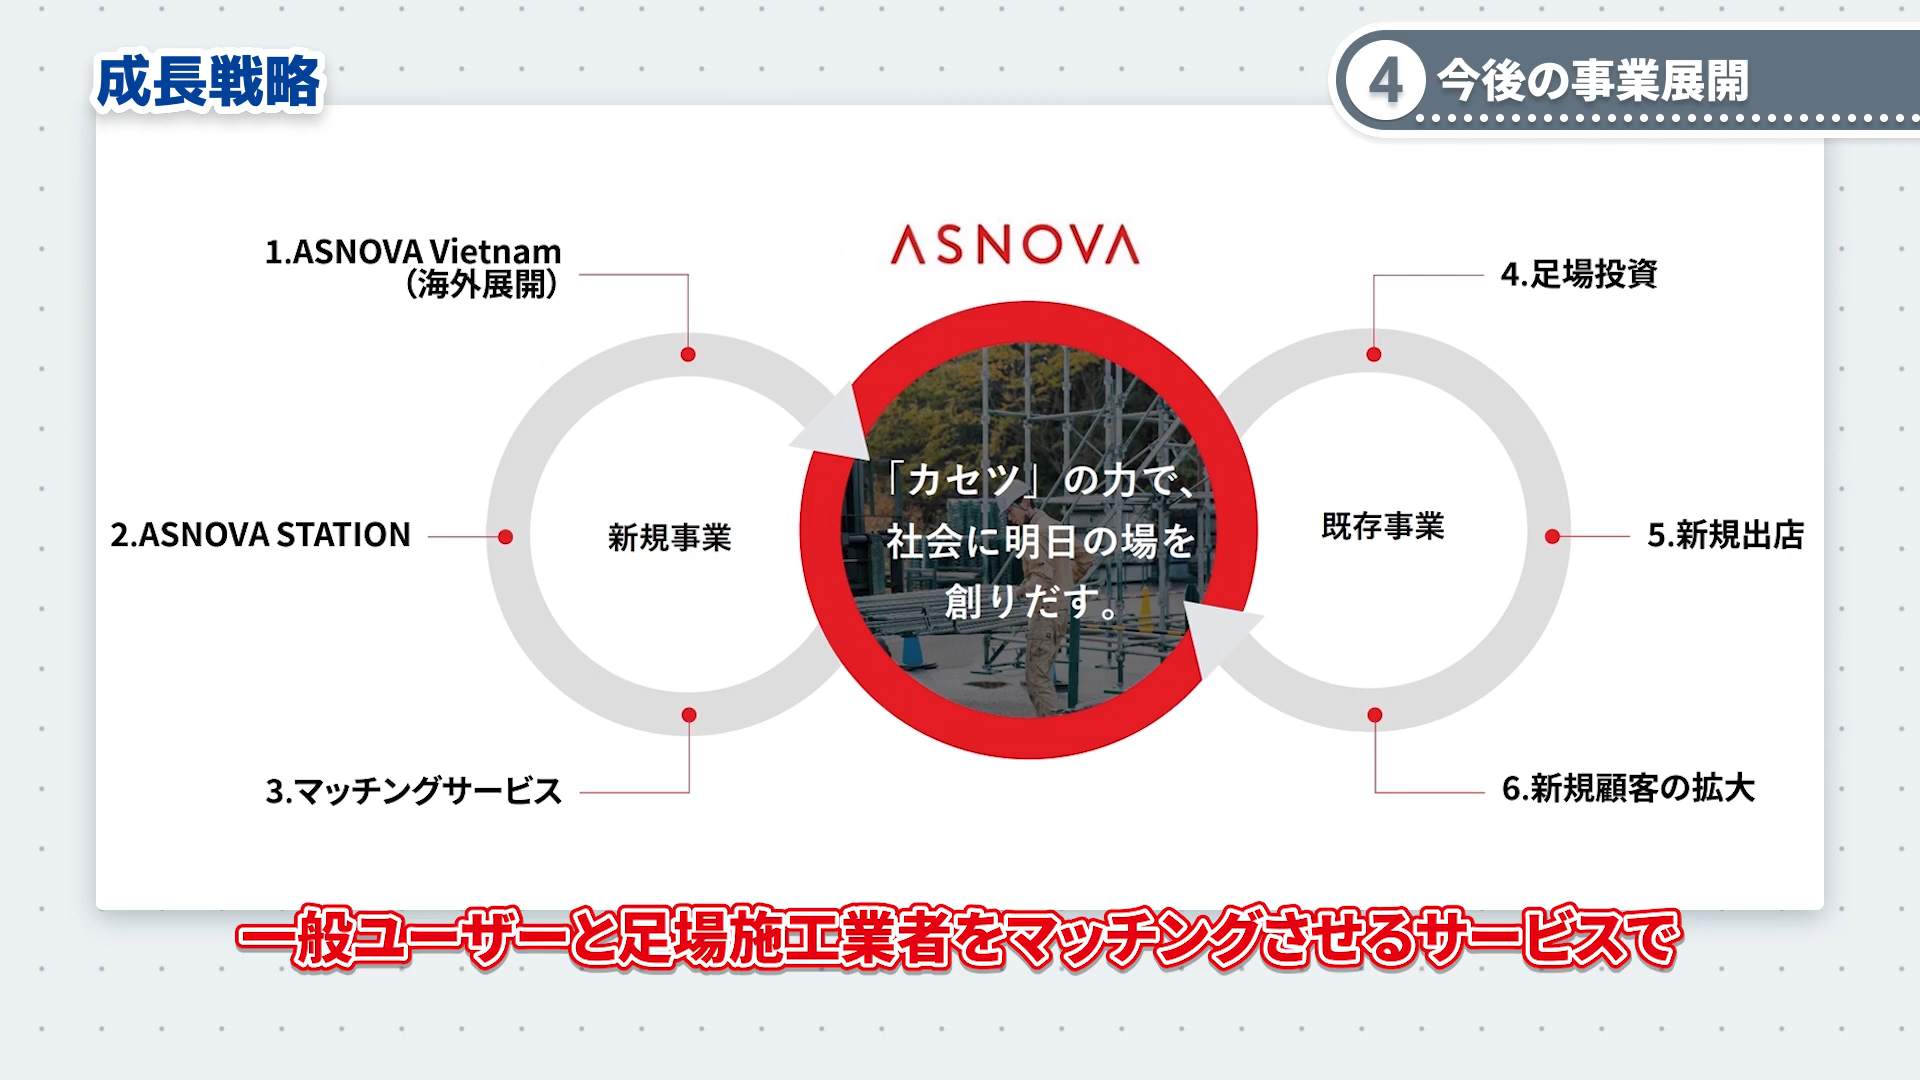 成長戦略
4 今後の事業展開
ASNOVA
1.ASNOVA Vietnam
（海外展開）
4.足場投資
「カセツ」の力で、
社会に明日の場を
創りだす。
2.ASNOVA STATION
新規事業
既存事業
5.新規出店
3.マッチングサービス
6.新規顧客の拡大
一般ユーザーと足場施工業者をマッチングさせるサービスで